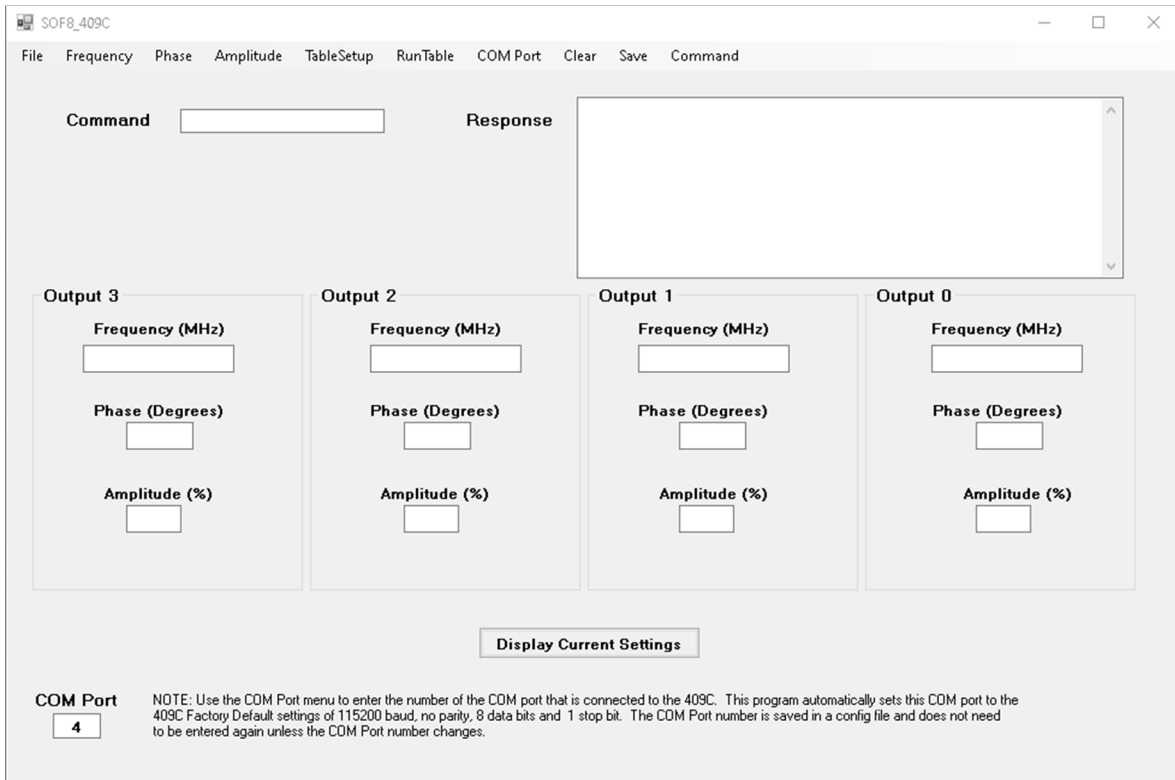 SOF8_409C
File Frequency Phase Amplitude TableSetup RunTable COM Port Clear Save Command
Command Response
Output 3 Output 2 Output 1 Output 0
Frequency (MHz) Frequency (MHz) Frequency (MHz) Frequency (MHz)
Phase (Degrees) Phase (Degrees) Phase (Degrees) Phase (Degrees)
Amplitude (%) Amplitude (%) Amplitude (%) Amplitude (%)
Display Current Settings
COM Port
4
NOTE: Use the COM Port menu to enter the number of the COM port that is connected to the 409C. This program automatically sets this COM port to the
409C Factory Default settings of 115200 baud, no parity, 8 data bits and 1 stop bit. The COM Port number is saved in a config file and does not need
to be entered again unless the COM Port number changes.